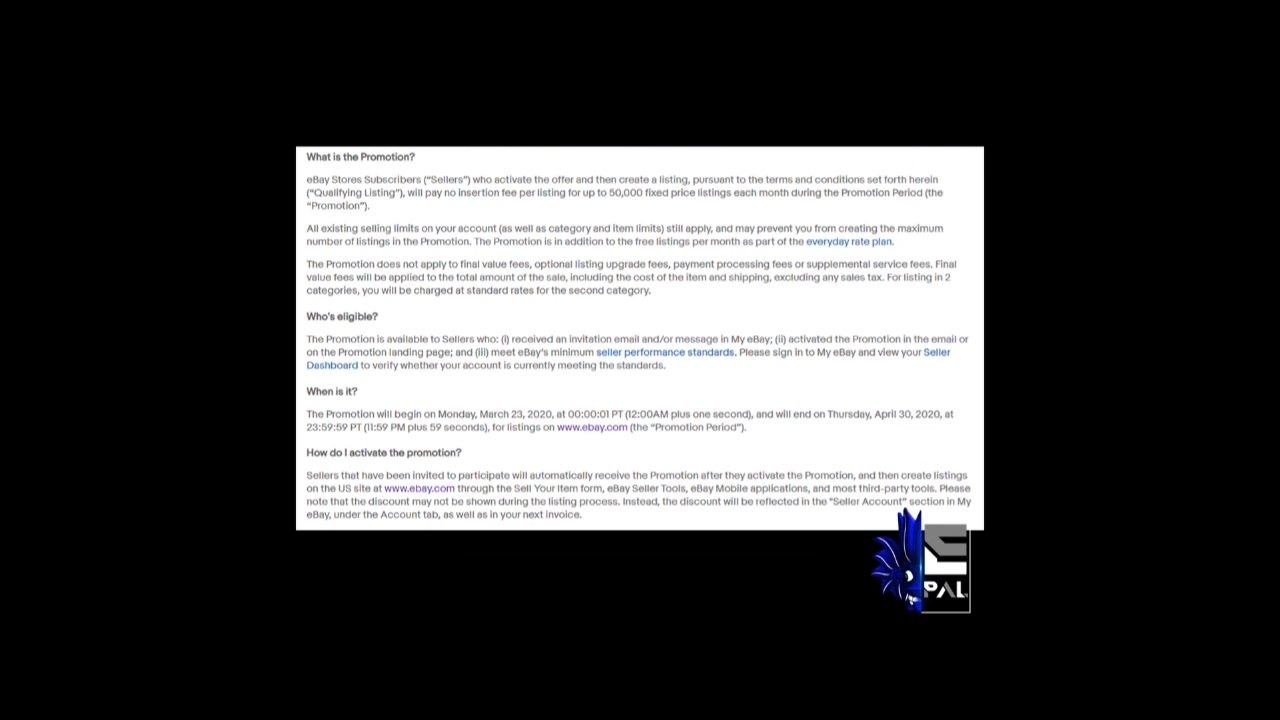 What is the Promotion?
eBay Stores Subscribers ("Sellers") who activate the offer and then create a listing, pursuant to the terms and conditions set forth herein
("Qualifying Listing"), will pay no insertion fee per listing for up to 50,000 fixed price listings each month during the Promotion Period (the
"Promotion").
All existing selling limits on your account (as well as category and item limits) still apply, and may prevent you from creating the maximum
number of listings in the Promotion. The Promotion is in addition to the free listings per month as part of the everyday rate plan.
The Promotion does not apply to final value fees, optional listing upgrade fees, payment processing fees or supplemental service fees. Final
value fees will be applied to the total amount of the sale, including the cost of the item and shipping, excluding any sales tax. For listing in 2
categories, you will be charged at standard rates for the second category.
Who's eligible?
The Promotion is available to Sellers who: (i) received an invitation email and/or message in My eBay; (ii) activated the Promotion in the email or
on the Promotion landing page; and (iii) meet eBay's minimum seller performance standards. Please sign in to My eBay and view your Seller
Dashboard to verify whether your account is currently meeting the standards.
When is it?
The Promotion will begin on Monday, March 23, 2020, at 00:00:01 PT (12:00AM plus one second), and will end on Thursday, April 30, 2020, at
23:59:59 PT (11:59 PM plus 59 seconds), for listings on www.ebay.com (the "Promotion Period").
How do I activate the promotion?
Sellers that have been invited to participate will automatically receive the Promotion after they activate the Promotion, and then create listings
on the US site at www.ebay.com through the Sell Your Item form, eBay Seller Tools, eBay Mobile applications, and most third-party tools. Please
note that the discount may not be shown during the listing process. Instead, the discount will be reflected in the "Seller Account" section in My
eBay, under the Account tab, as well as in your next invoice.
PAL